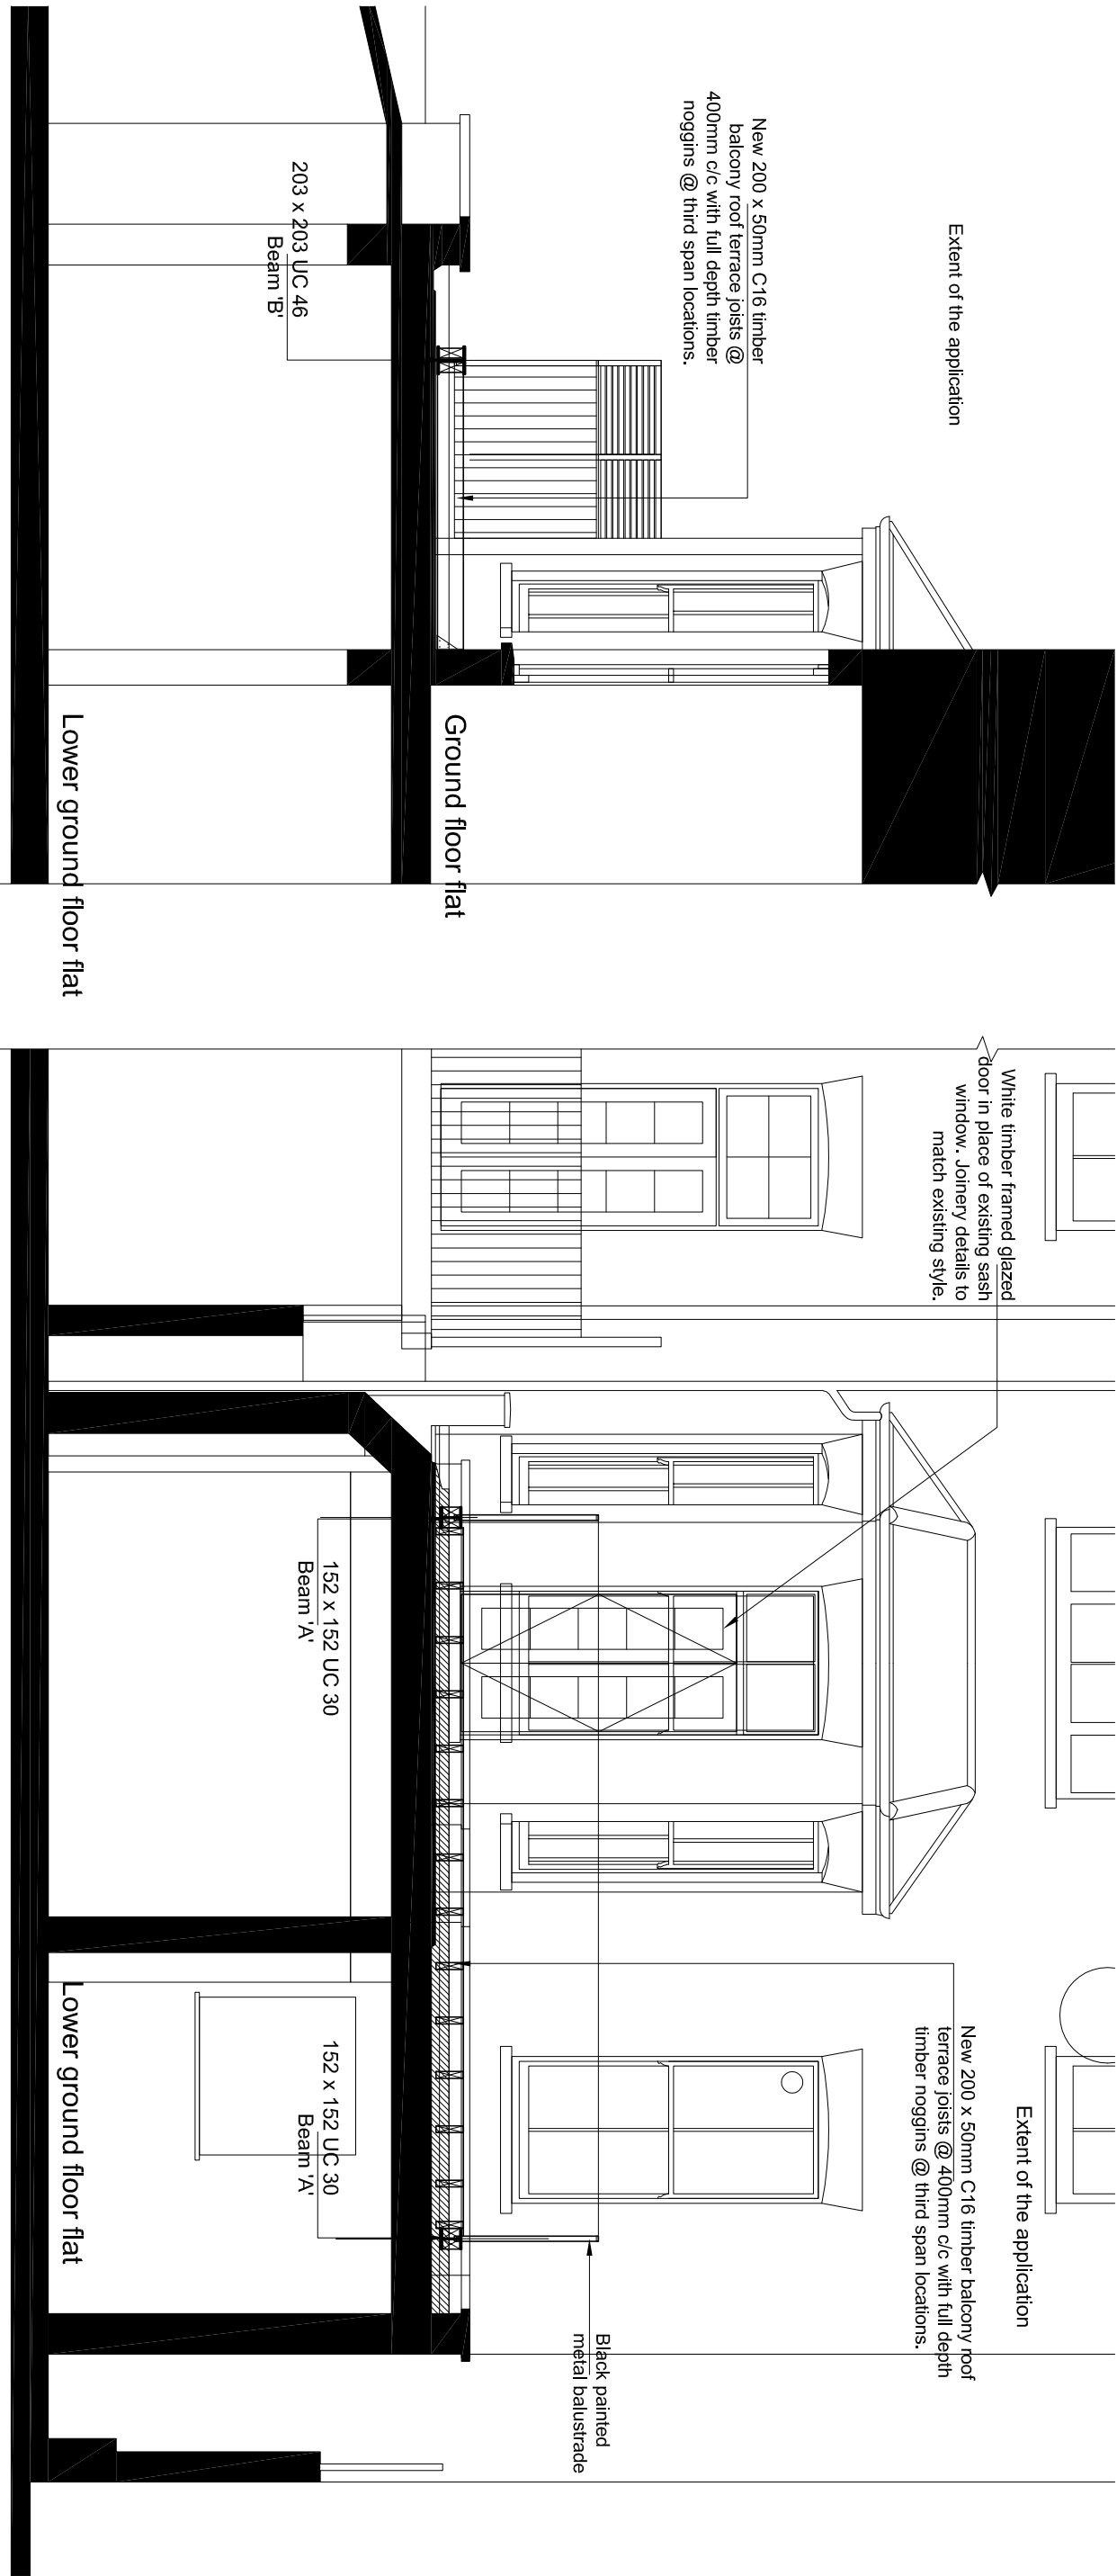 Extent of the application
New 200 x 50mm C16 timber
balcony roof terrace joists @
400mm c/c with full depth timber
noggins @ third span locations.
203 x 203 UC 46
Beam 'B'
Ground floor flat
Lower ground floor flat
White timber framed glazed
door in place of existing sash
window. Joinery details to
match existing style.
152 x 152 UC 30
Beam 'A'
Extent of the application
New 200 x 50mm C16 timber balcony roof
terrace joists @ 400mm c/c with full depth
timber noggins @ third span locations.
Black painted
metal balustrade
152 x 152 UC 30
Beam 'A'
Lower ground floor flat